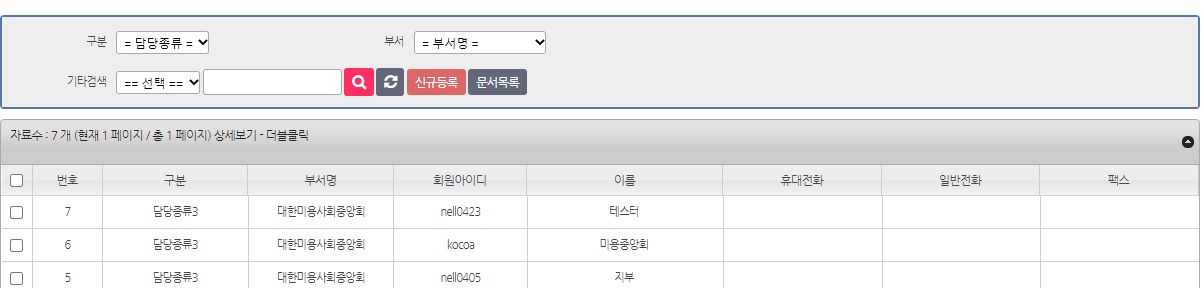 구분 = 담당종류 = 부서 = 부서명 =
기타검색 == 선택 == 신규등록 문서목록
자료수 : 7 개 (현재 1 페이지 / 총 1 페이지) 상세보기 - 더블클릭
번호 구분 부서명 회원아이디 이름 휴대전화 일반전화 팩스
7 담당종류3 대한미용사회중앙회 nell0423 테스터
6 담당종류3 대한미용사회중앙회 kocoa 미용중앙회
5 담당종류3 대한미용사회중앙회 nell0405 지부